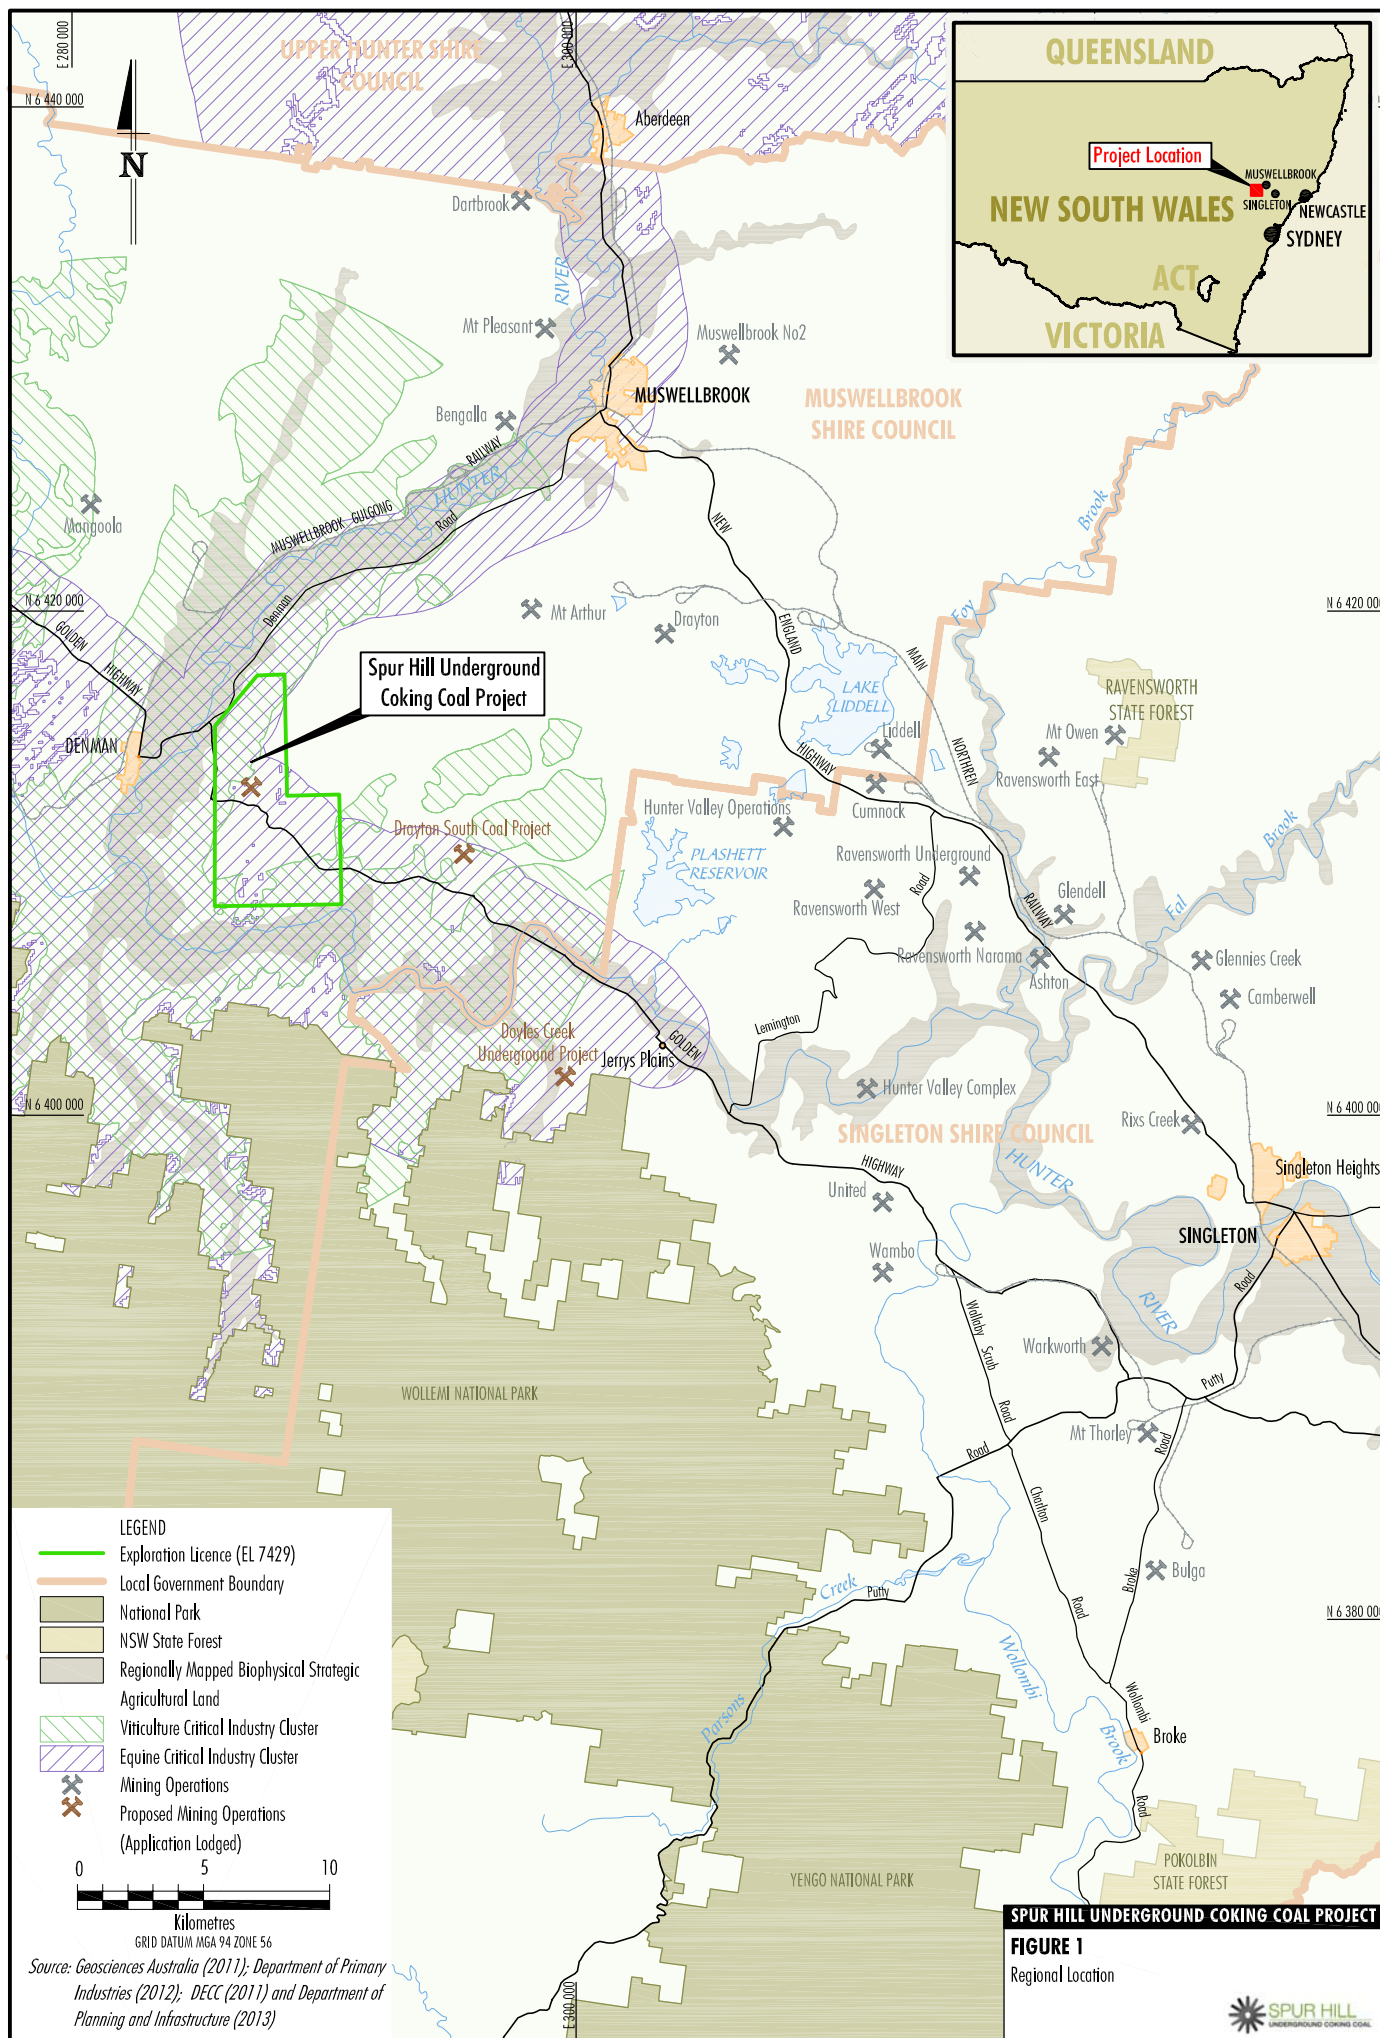 E 280 000
E 300 000
UPPER HUNTER SHIRE
COUNCIL
N 6 440 000
Aberdeen
N
Dartbrook
RIVER
Mt Pleasant
Muswellbrook No2
MUSWELLBROOK
MUSWELLBROOK
SHIRE COUNCIL
Bengalla
RAILWAY
HUNTER
MUSWELLBROOK GULGONG
Road
Denman
Mangoola
NEW
ENGLAND
HIGHWAY
Brook
Foy
N 6 420 000
N 6 420 000
GOLDEN
HIGHWAY
Mt Arthur
Drayton
MAIN
NORTHREN
RAILWAY
Spur Hill Underground
Coking Coal Project
LAKE
LIDDELL
RAVENSWORTH
STATE FOREST
DENMAN
Liddell
Mt Owen
Ravensworth East
Cumnock
Hunter Valley Operations
Drayton South Coal Project
PLASHETT
RESERVOIR
Ravensworth Underground
Road
Ravensworth West
Glendell
Brook
Fal
Ravensworth Narama
Ashton
Glennies Creek
Camberwell
Lemington
Doyles Creek
Underground Project
Jerrys Plains
GOLDEN
HIGHWAY
Hunter Valley Complex
N 6 400 000
N 6 400 000
SINGLETON SHIRE COUNCIL
Rixs Creek
HUNTER
RIVER
Singleton Heights
United
SINGLETON
Wambo
Road
Wallaby Scrub
Road
Warkworth
Putty
WOLLEMI NATIONAL PARK
Mt Thorley
Road
Road
Charlton
Road
Broke
Bulga
Creek
Putty
Parsons
N 6 380 000
Wollombi
Brook
Wollombi
Road
Broke
YENGO NATIONAL PARK
POKOLBIN
STATE FOREST
E 300 000
QUEENSLAND
Project Location
MUSWELLBROOK
SINGLETON
NEW SOUTH WALES
NEWCASTLE
SYDNEY
ACT
VICTORIA
LEGEND
Exploration Licence (EL 7429)
Local Government Boundary
National Park
NSW State Forest
Regionally Mapped Biophysical Strategic
Agricultural Land
Viticulture Critical Industry Cluster
Equine Critical Industry Cluster
Mining Operations
Proposed Mining Operations
(Application Lodged)
0 5 10
Kilometres
GRID DATUM MGA 94 ZONE 56
Source: Geosciences Australia (2011); Department of Primary
Industries (2012); DECC (2011) and Department of
Planning and Infrastructure (2013)
SPUR HILL UNDERGROUND COKING COAL PROJECT
FIGURE 1
Regional Location
SPUR HILL
UNDERGROUND COKING COAL